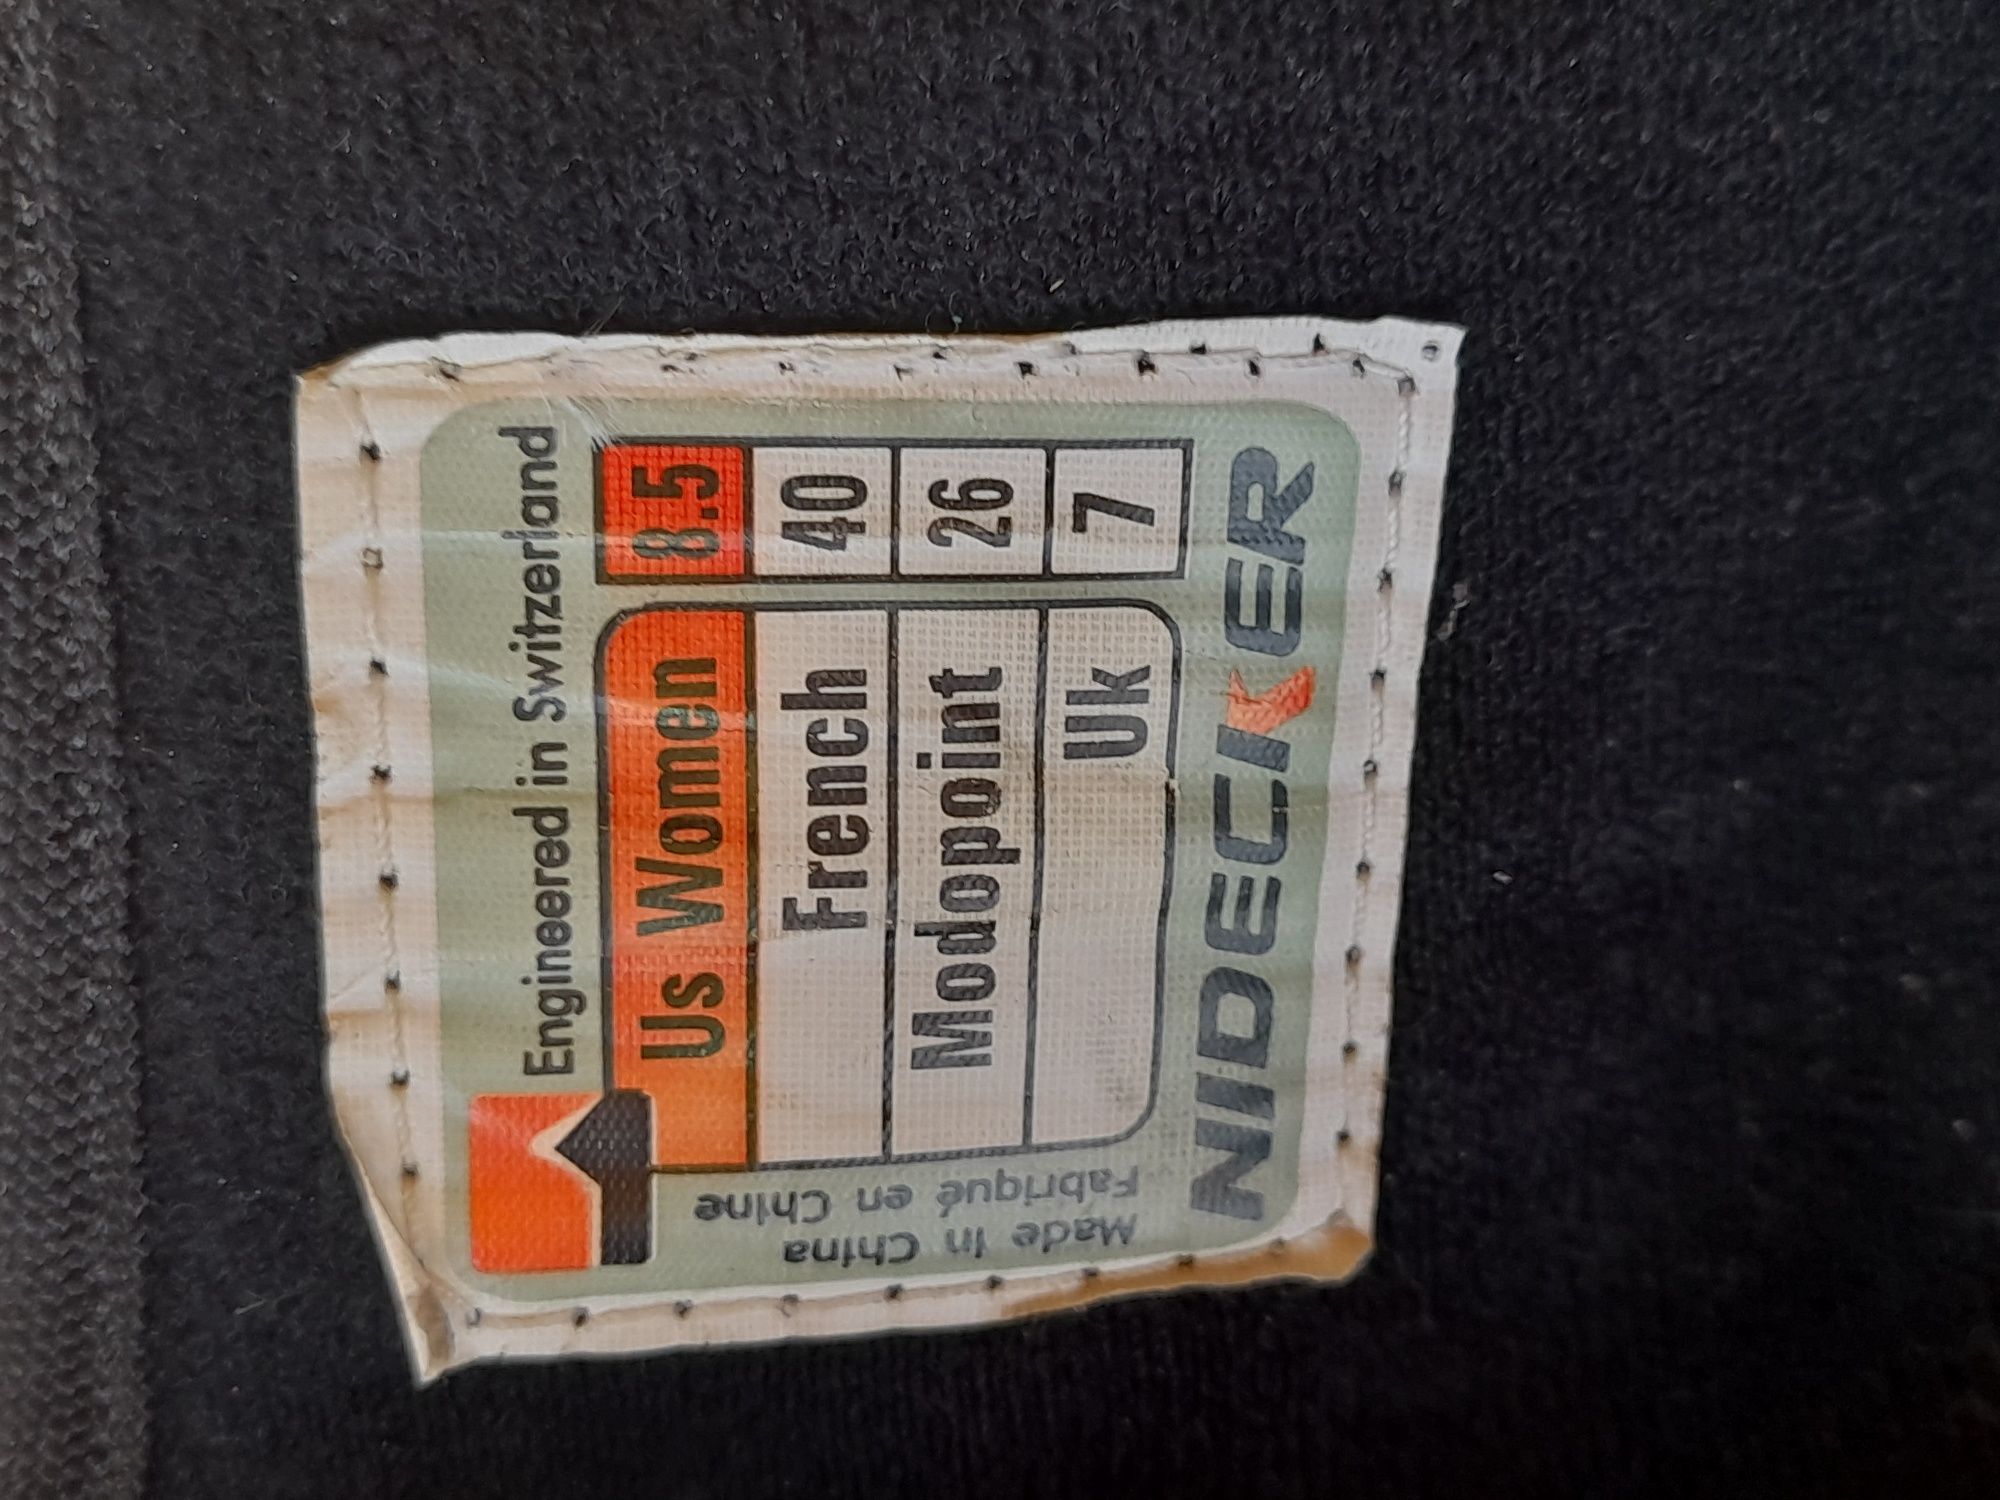 Engineered in Switzerland
Us Women 8.5
French 40
Modopoint 26
Uk 7
NIDECKER
Made in China
Fabriqué en Chine